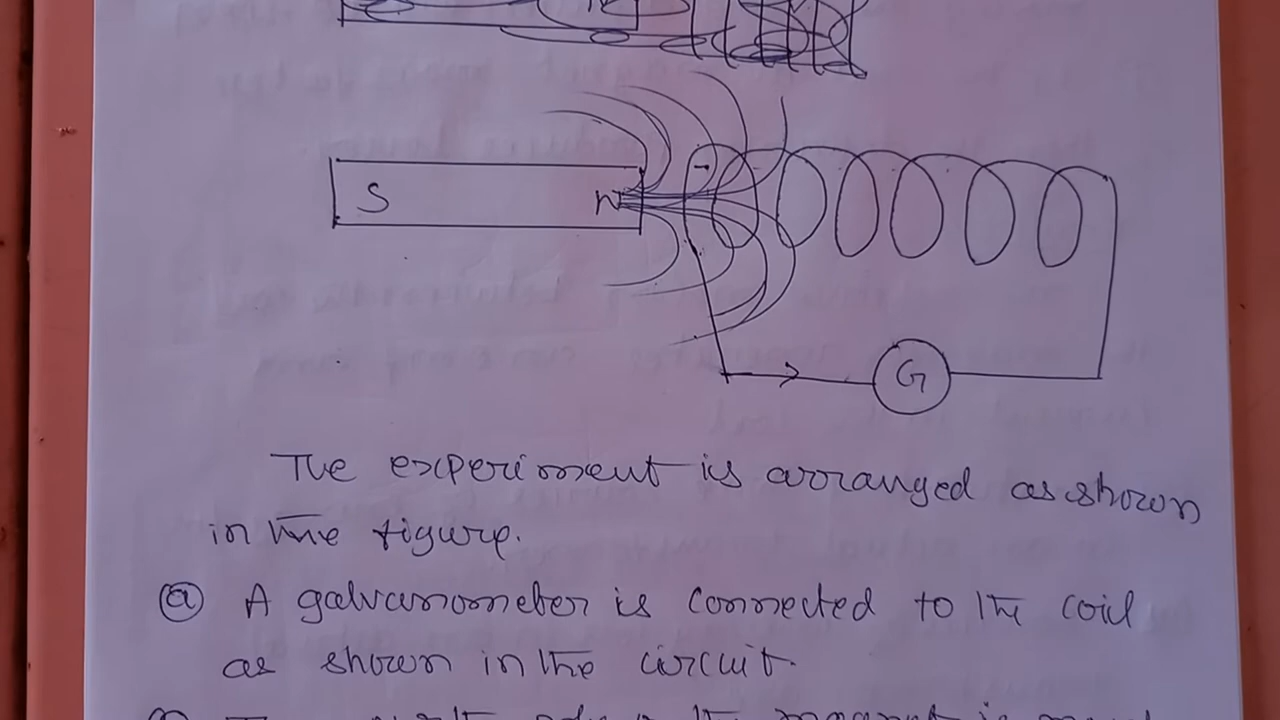 S N
G
The experiment is arranged as shown
in the figure.
(a) A galvanometer is connected to the coil
as shown in the circuit.